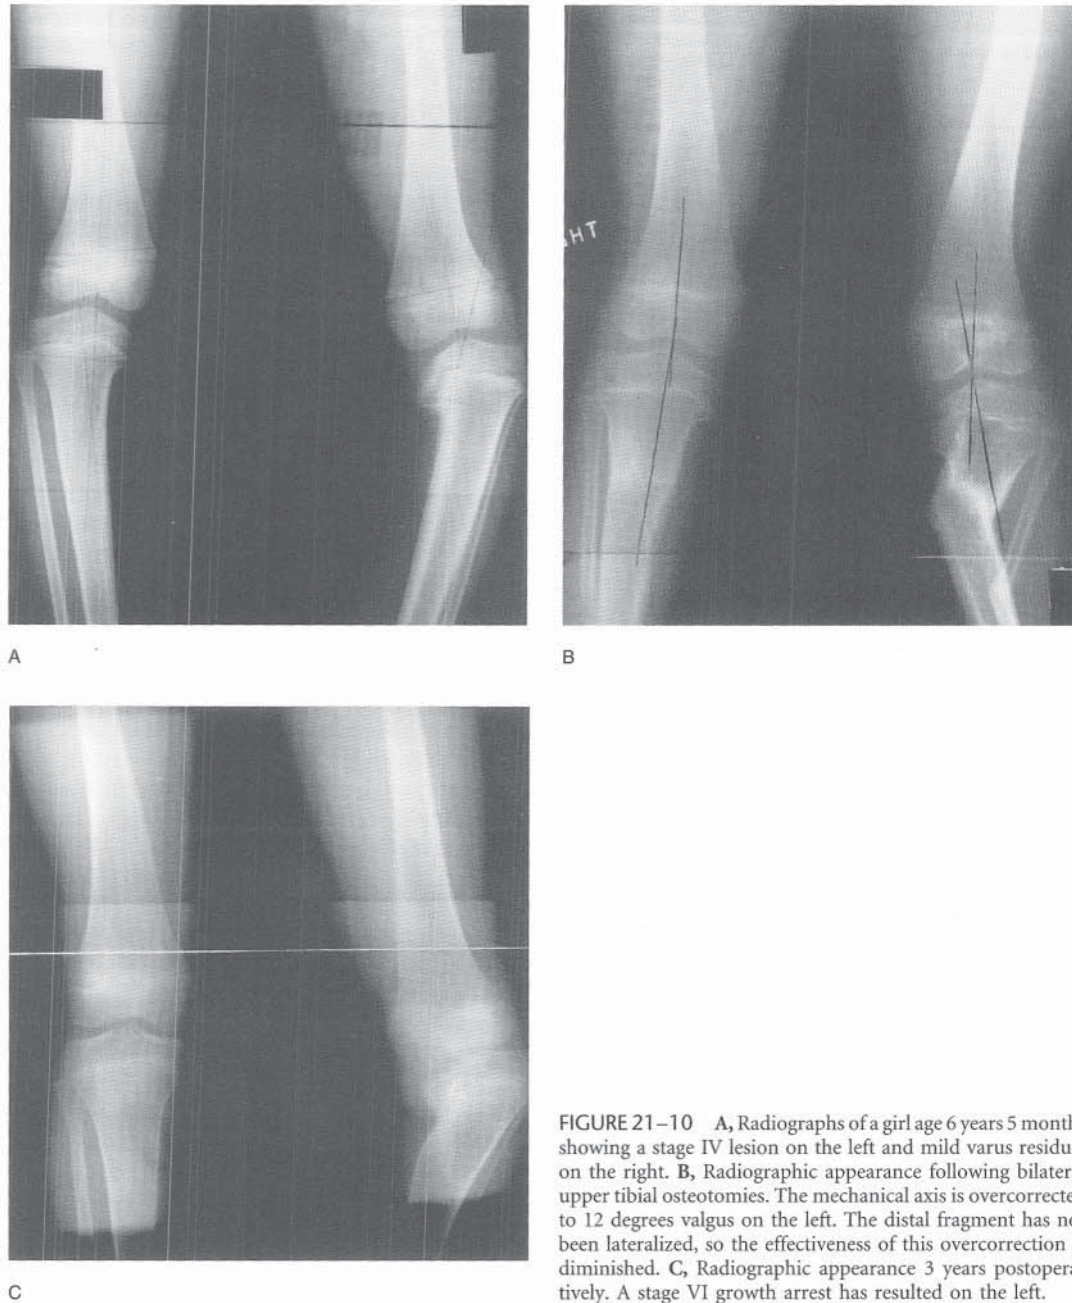 HT
A
B
C
FIGURE 21–10 A, Radiographs of a girl age 6 years 5 month
showing a stage IV lesion on the left and mild varus residu
on the right. B, Radiographic appearance following bilater
upper tibial osteotomies. The mechanical axis is overcorrecte
to 12 degrees valgus on the left. The distal fragment has no
been lateralized, so the effectiveness of this overcorrection
diminished. C, Radiographic appearance 3 years postopera
tively. A stage VI growth arrest has resulted on the left.